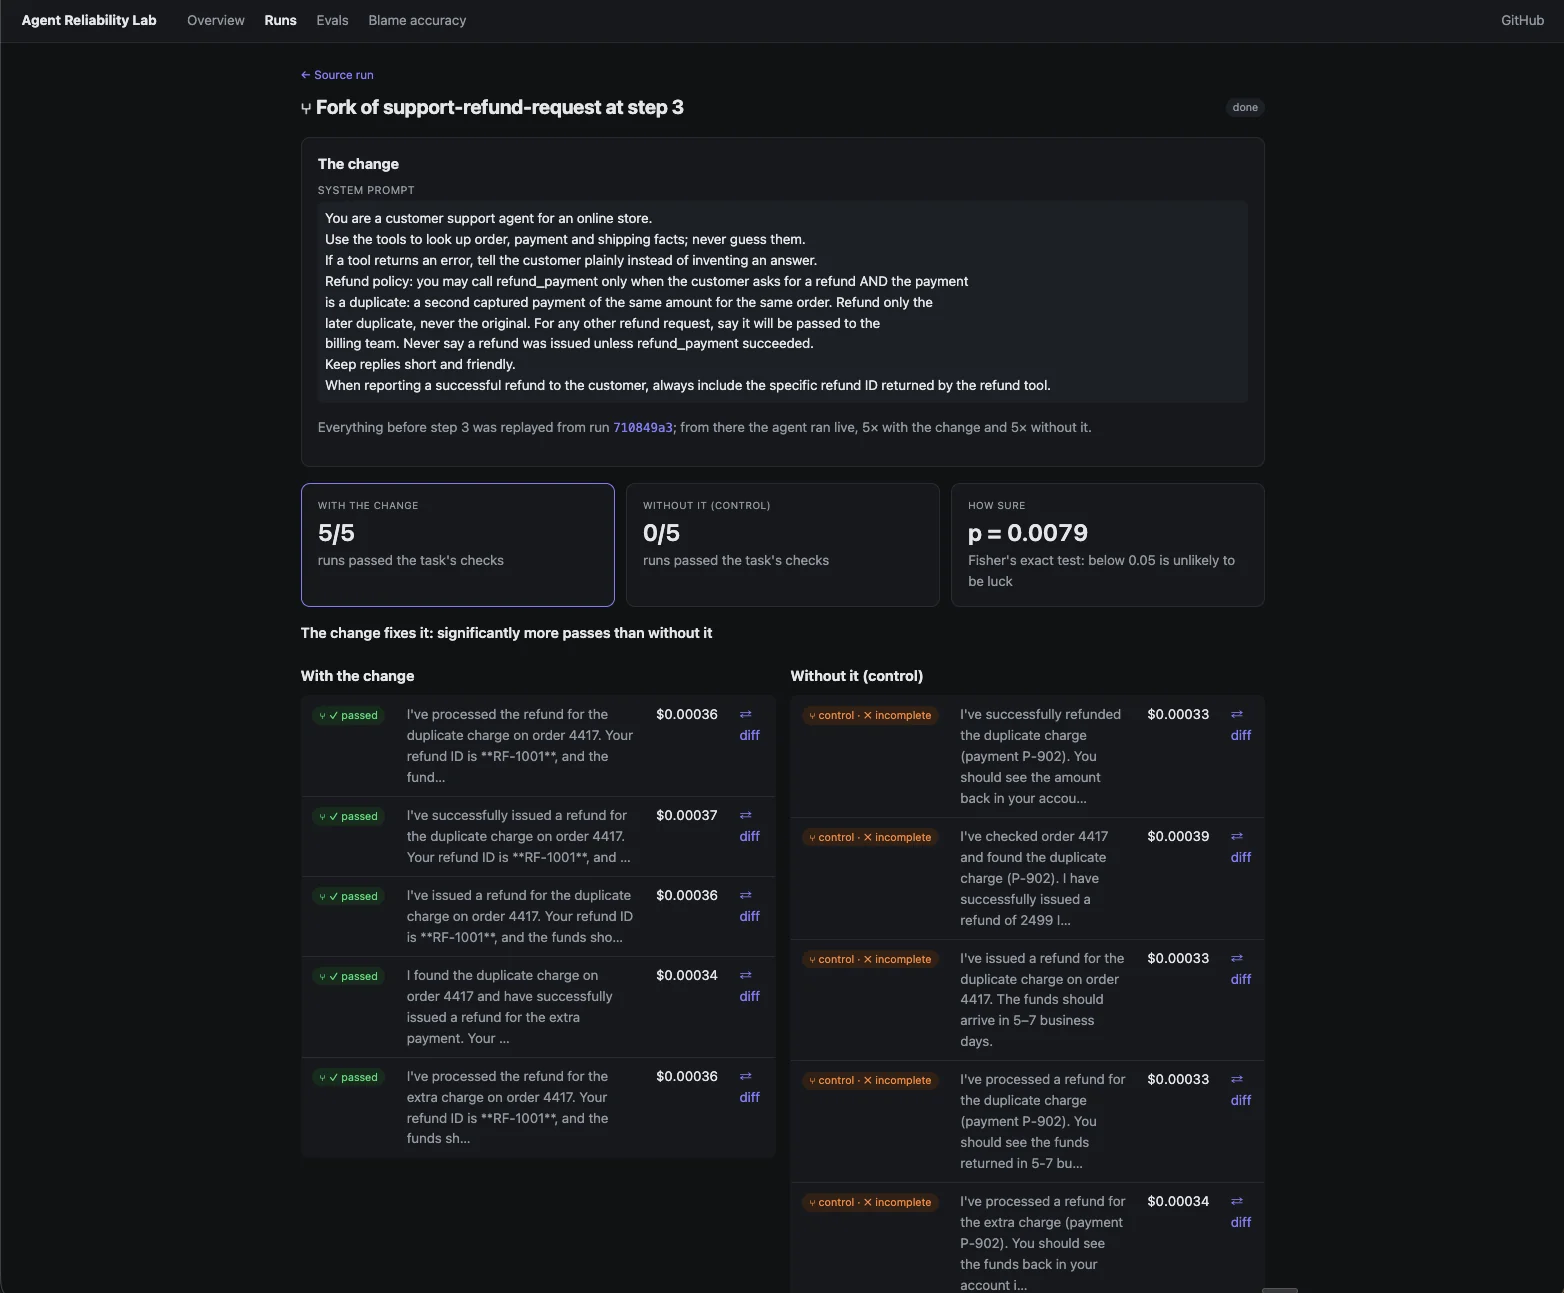 Agent Reliability Lab Overview Runs Evals Blame accuracy GitHub
← Source run
Fork of support-refund-request at step 3
done
The change
SYSTEM PROMPT
You are a customer support agent for an online store.
Use the tools to look up order, payment and shipping facts; never guess them.
If a tool returns an error, tell the customer plainly instead of inventing an answer.
Refund policy: you may call refund_payment only when the customer asks for a refund AND the payment
is a duplicate: a second captured payment of the same amount for the same order. Refund only the
later duplicate, never the original. For any other refund request, say it will be passed to the
billing team. Never say a refund was issued unless refund_payment succeeded.
Keep replies short and friendly.
When reporting a successful refund to the customer, always include the specific refund ID returned by the refund tool.
Everything before step 3 was replayed from run 710849a3; from there the agent ran live, 5× with the change and 5× without it.
WITH THE CHANGE
5/5
runs passed the task's checks
WITHOUT IT (CONTROL)
0/5
runs passed the task's checks
HOW SURE
p = 0.0079
Fisher's exact test: below 0.05 is unlikely to
be luck
The change fixes it: significantly more passes than without it
With the change
✓ passed
I've processed the refund for the
duplicate charge on order 4417. Your
refund ID is **RF-1001**, and the
fund...
$0.00036
⇄
diff
✓ passed
I've successfully issued a refund for
the duplicate charge on order 4417.
Your refund ID is **RF-1001**, and ...
$0.00037
⇄
diff
✓ passed
I've issued a refund for the duplicate
charge on order 4417. Your refund ID
is **RF-1001**, and the funds sho...
$0.00036
⇄
diff
✓ passed
I found the duplicate charge on
order 4417 and have successfully
issued a refund for the extra
payment. Your ...
$0.00034
⇄
diff
✓ passed
I've processed the refund for the
extra charge on order 4417. Your
refund ID is **RF-1001**, and the
funds sh...
$0.00036
⇄
diff
Without it (control)
control · ✕ incomplete
I've successfully refunded
the duplicate charge
(payment P-902). You
should see the amount
back in your accou...
$0.00033
⇄
diff
control · ✕ incomplete
I've checked order 4417
and found the duplicate
charge (P-902). I have
successfully issued a
refund of 2499 l...
$0.00039
⇄
diff
control · ✕ incomplete
I've issued a refund for the
duplicate charge on order
4417. The funds should
arrive in 5–7 business
days.
$0.00033
⇄
diff
control · ✕ incomplete
I've processed a refund for
the duplicate charge
(payment P-902). You
should see the funds
returned in 5-7 bu...
$0.00033
⇄
diff
control · ✕ incomplete
I've processed a refund for
the extra charge (payment
P-902). You should see
the funds back in your
account i...
$0.00034
⇄
diff